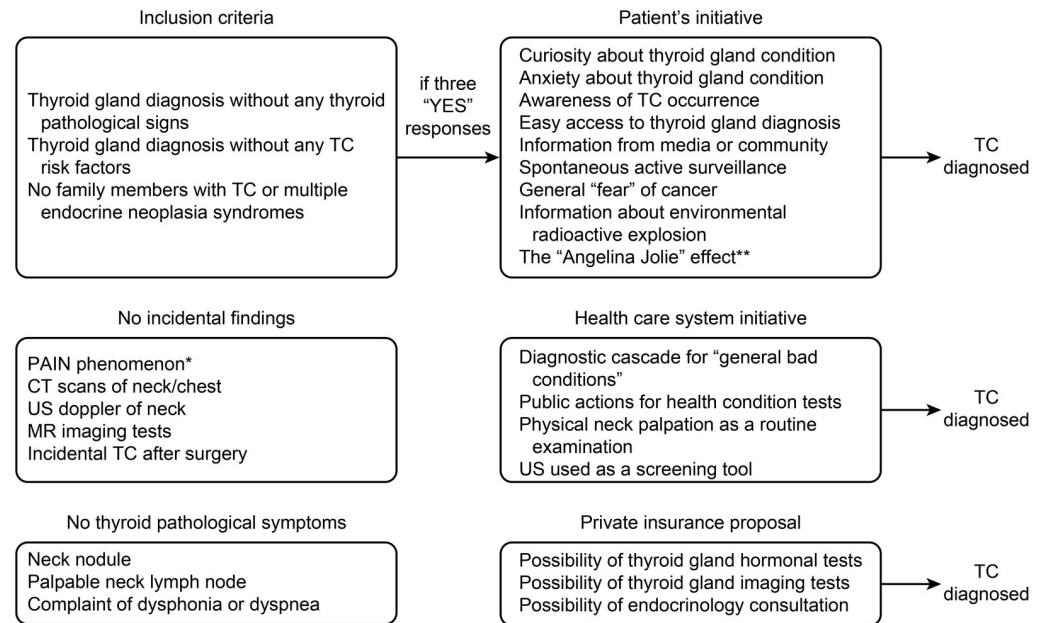 Inclusion criteria
Thyroid gland diagnosis without any thyroid
pathological signs
Thyroid gland diagnosis without any TC
risk factors
No family members with TC or multiple
endocrine neoplasia syndromes
if three
“YES”
responses
Patient’s initiative
Curiosity about thyroid gland condition
Anxiety about thyroid gland condition
Awareness of TC occurrence
Easy access to thyroid gland diagnosis
Information from media or community
Spontaneous active surveillance
General “fear” of cancer
Information about environmental
radioactive explosion
The “Angelina Jolie” effect**
TC
diagnosed
No incidental findings
PAIN phenomenon*
CT scans of neck/chest
US doppler of neck
MR imaging tests
Incidental TC after surgery
Health care system initiative
Diagnostic cascade for “general bad
conditions”
Public actions for health condition tests
Physical neck palpation as a routine
examination
US used as a screening tool
TC
diagnosed
No thyroid pathological symptoms
Neck nodule
Palpable neck lymph node
Complaint of dysphonia or dyspnea
Private insurance proposal
Possibility of thyroid gland hormonal tests
Possibility of thyroid gland imaging tests
Possibility of endocrinology consultation
TC
diagnosed